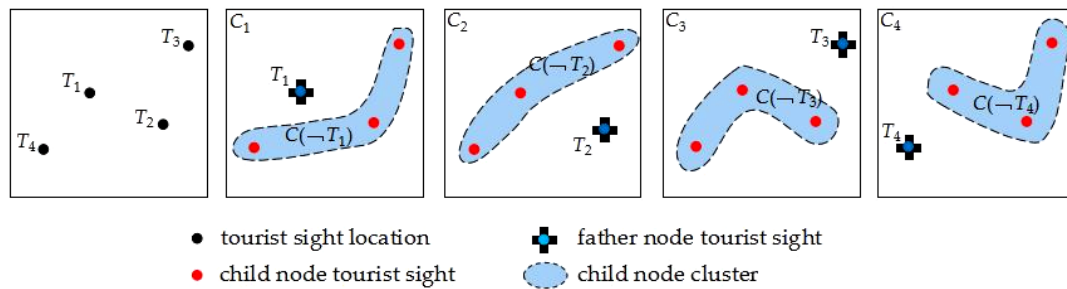 T3
T1
T2
T4
C1
T1
C(¬T1)
C2
C(¬T2)
T2
C3
T3
C(¬T3)
C4
C(¬T4)
T4
tourist sight location
father node tourist sight
child node tourist sight
child node cluster